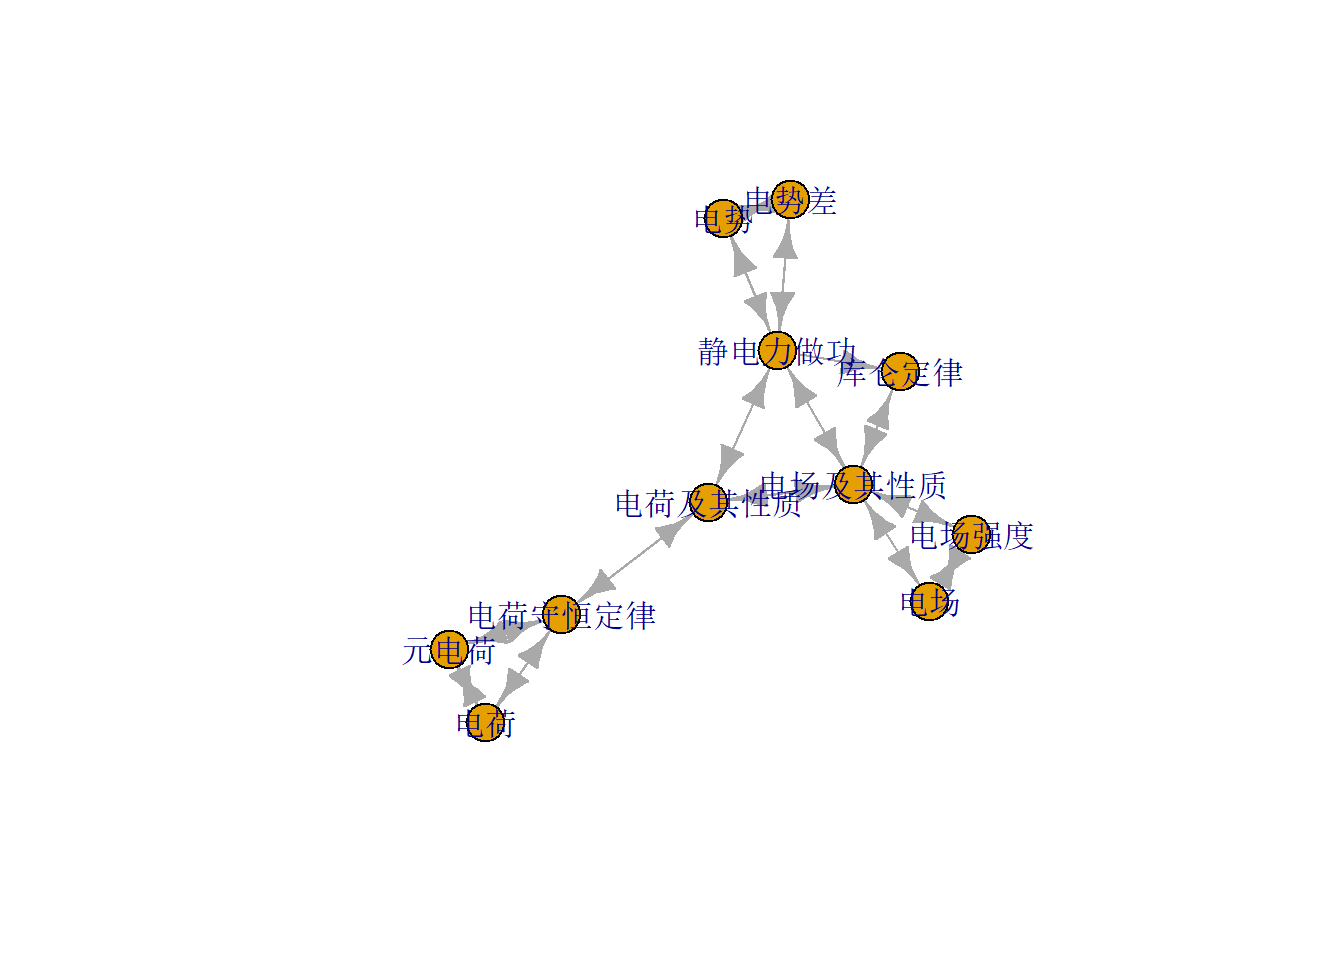 电势差
电势
静电力做功
库仑定律
电场及其性质
电荷及其性质
电场强度
电场
电荷守恒定律
元电荷
电荷